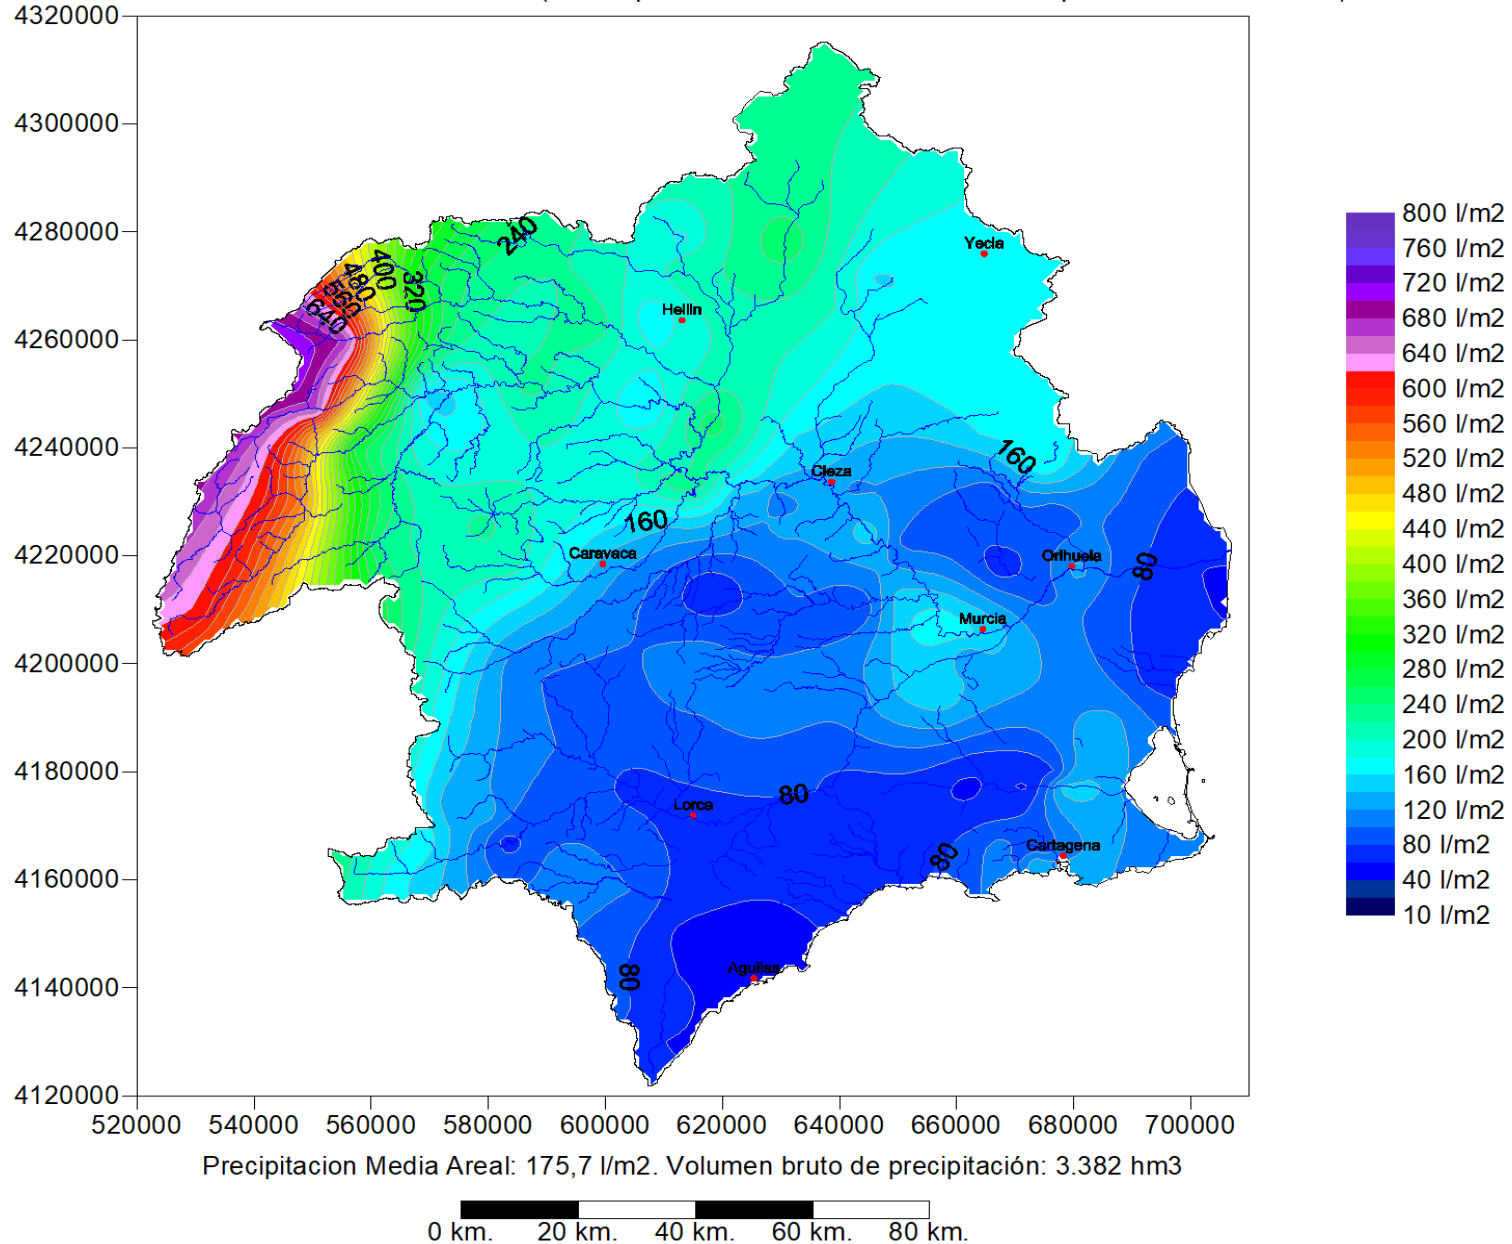 4320000
4300000
4280000
4260000
4240000
4220000
4200000
4180000
4160000
4140000
4120000
520000 540000 560000 580000 600000 620000 640000 660000 680000 700000
240
400
480
560
640
320
Yecla
Hellin
160
Cieza
160
Caravaca
Orihuela
80
Murcia
80
Lorca
Cartagena
80
Aguilas
80
800 l/m2
760 l/m2
720 l/m2
680 l/m2
640 l/m2
600 l/m2
560 l/m2
520 l/m2
480 l/m2
440 l/m2
400 l/m2
360 l/m2
320 l/m2
280 l/m2
240 l/m2
200 l/m2
160 l/m2
120 l/m2
80 l/m2
40 l/m2
10 l/m2
Precipitacion Media Areal: 175,7 l/m2. Volumen bruto de precipitación: 3.382 hm3
0 km. 20 km. 40 km. 60 km. 80 km.